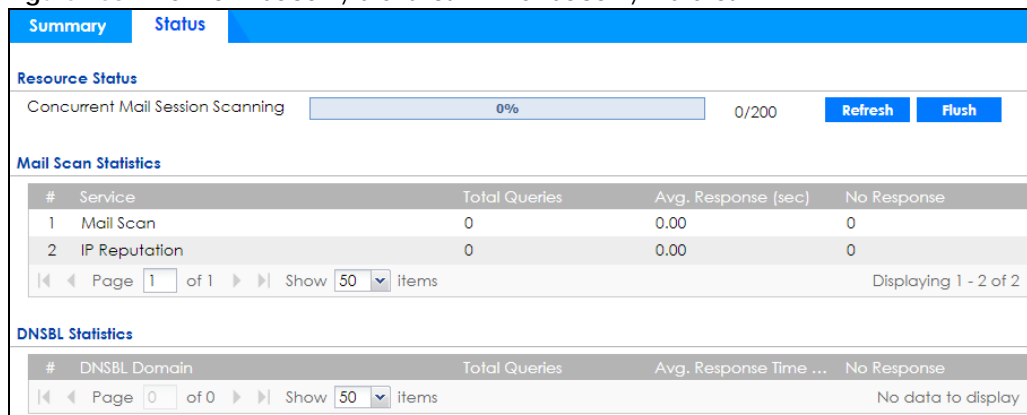 Summary Status
Resource Status
Concurrent Mail Session Scanning 0% 0/200 Refresh Flush
Mail Scan Statistics
# Service Total Queries Avg. Response (sec) No Response
1 Mail Scan 0 0.00 0
2 IP Reputation 0 0.00 0
Page 1 of 1 Show 50 items Displaying 1 - 2 of 2
DNSBL Statistics
# DNSBL Domain Total Queries Avg. Response Time ... No Response
Page 0 of 0 Show 50 items No data to display